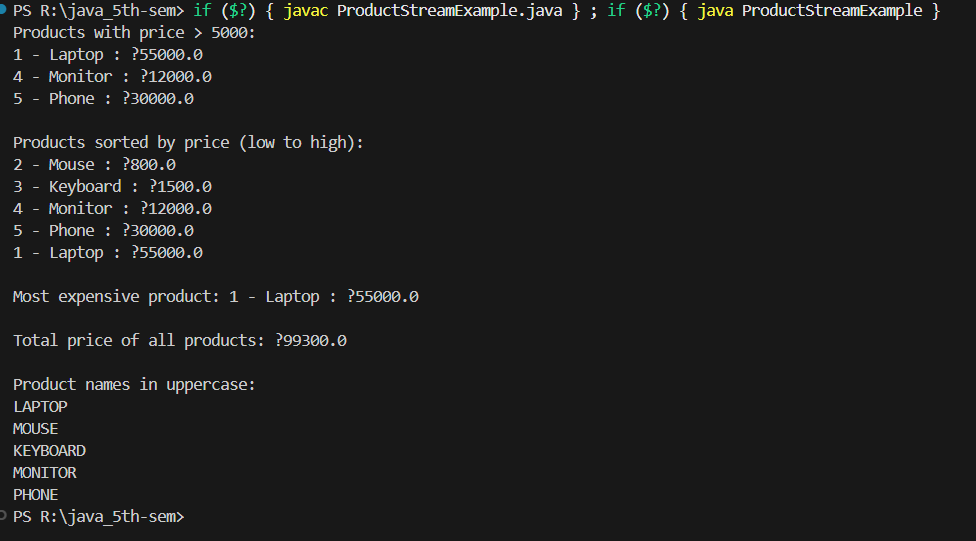 PS R:\java_5th-sem> if ($?) { javac ProductStreamExample.java } ; if ($?) { java ProductStreamExample }
Products with price > 5000:
1 - Laptop : ?55000.0
4 - Monitor : ?12000.0
5 - Phone : ?30000.0

Products sorted by price (low to high):
2 - Mouse : ?800.0
3 - Keyboard : ?1500.0
4 - Monitor : ?12000.0
5 - Phone : ?30000.0
1 - Laptop : ?55000.0

Most expensive product: 1 - Laptop : ?55000.0

Total price of all products: ?99300.0

Product names in uppercase:
LAPTOP
MOUSE
KEYBOARD
MONITOR
PHONE
PS R:\java_5th-sem>